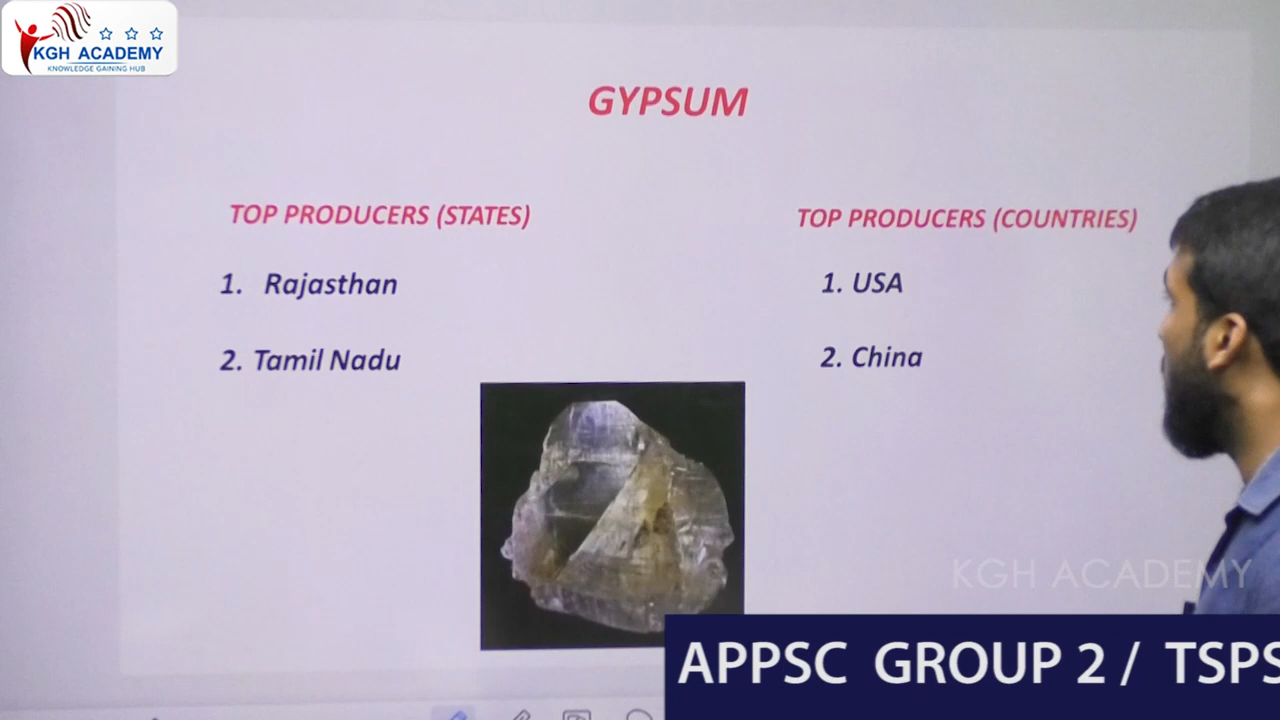 KGH ACADEMY
KNOWLEDGE GAINING HUB
GYPSUM
TOP PRODUCERS (STATES)
1. Rajasthan
2. Tamil Nadu
TOP PRODUCERS (COUNTRIES)
1. USA
2. China
KGH ACADEMY
APPSC GROUP 2 / TSPS